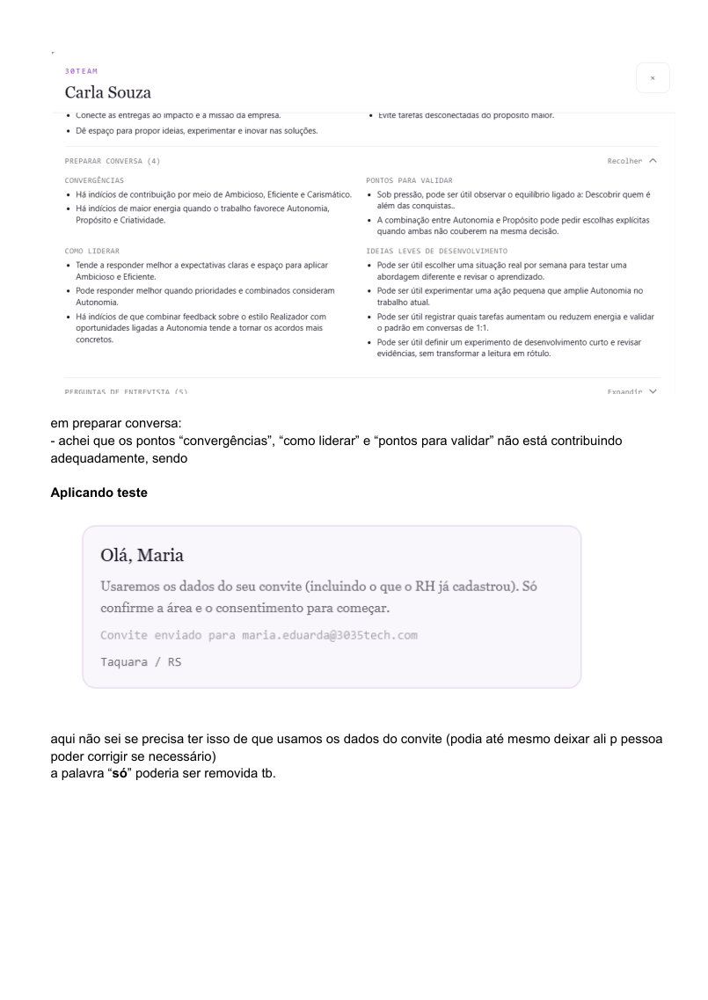 30TEAM
Carla Souza
×
Conecte as entregas ao impacto e à missão da empresa.
Dê espaço para propor ideias, experimentar e inovar nas soluções.
Evite tarefas desconectadas do propósito maior.
PREPARAR CONVERSA (4)
Recolher
CONVERGÊNCIAS
Há indícios de contribuição por meio de Ambicioso, Eficiente e Carismático.
Há indícios de maior energia quando o trabalho favorece Autonomia,
Propósito e Criatividade.
PONTOS PARA VALIDAR
Sob pressão, pode ser útil observar o equilíbrio ligado a: Descobrir quem é
além das conquistas..
A combinação entre Autonomia e Propósito pode pedir escolhas explícitas
quando ambas não couberem na mesma decisão.
COMO LIDERAR
Tende a responder melhor a expectativas claras e espaço para aplicar
Ambicioso e Eficiente.
Pode responder melhor quando prioridades e combinados consideram
Autonomia.
Há indícios de que combinar feedback sobre o estilo Realizador com
oportunidades ligadas a Autonomia tende a tornar os acordos mais
concretos.
IDEIAS LEVES DE DESENVOLVIMENTO
Pode ser útil escolher uma situação real por semana para testar uma
abordagem diferente e revisar o aprendizado.
Pode ser útil experimentar uma ação pequena que amplie Autonomia no
trabalho atual.
Pode ser útil registrar quais tarefas aumentam ou reduzem energia e validar
o padrão em conversas de 1:1.
Pode ser útil definir um experimento de desenvolvimento curto e revisar
evidências, sem transformar a leitura em rótulo.
PERGUNTAS DE ENTREVISTA (5)
Expandir
em preparar conversa:
- achei que os pontos “convergências”, “como liderar” e “pontos para validar” não está contribuindo
adequadamente, sendo
Aplicando teste
Olá, Maria
Usaremos os dados do seu convite (incluindo o que o RH já cadastrou). Só
confirme a área e o consentimento para começar.
Convite enviado para maria.eduarda@3035tech.com
Taquara / RS
aqui não sei se precisa ter isso de que usamos os dados do convite (podia até mesmo deixar ali p pessoa
poder corrigir se necessário)
a palavra “só” poderia ser removida tb.